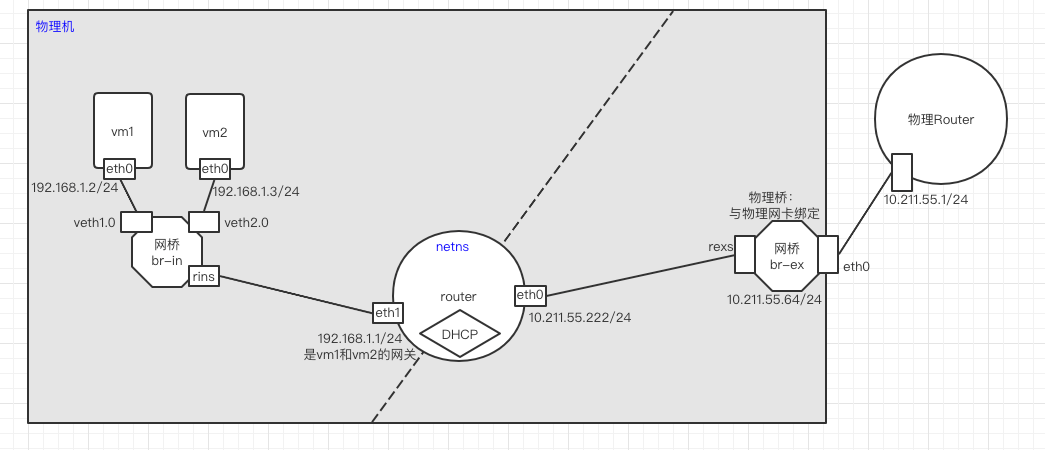 物理机
vm1
vm2
eth0
eth0
192.168.1.2/24
192.168.1.3/24
veth1.0
veth2.0
网桥
br-in
rins
netns
router
eth1
eth0
DHCP
192.168.1.1/24
是vm1和vm2的网关
10.211.55.222/24
物理桥：
与物理网卡绑定
rexs
网桥
br-ex
eth0
10.211.55.64/24
物理Router
10.211.55.1/24